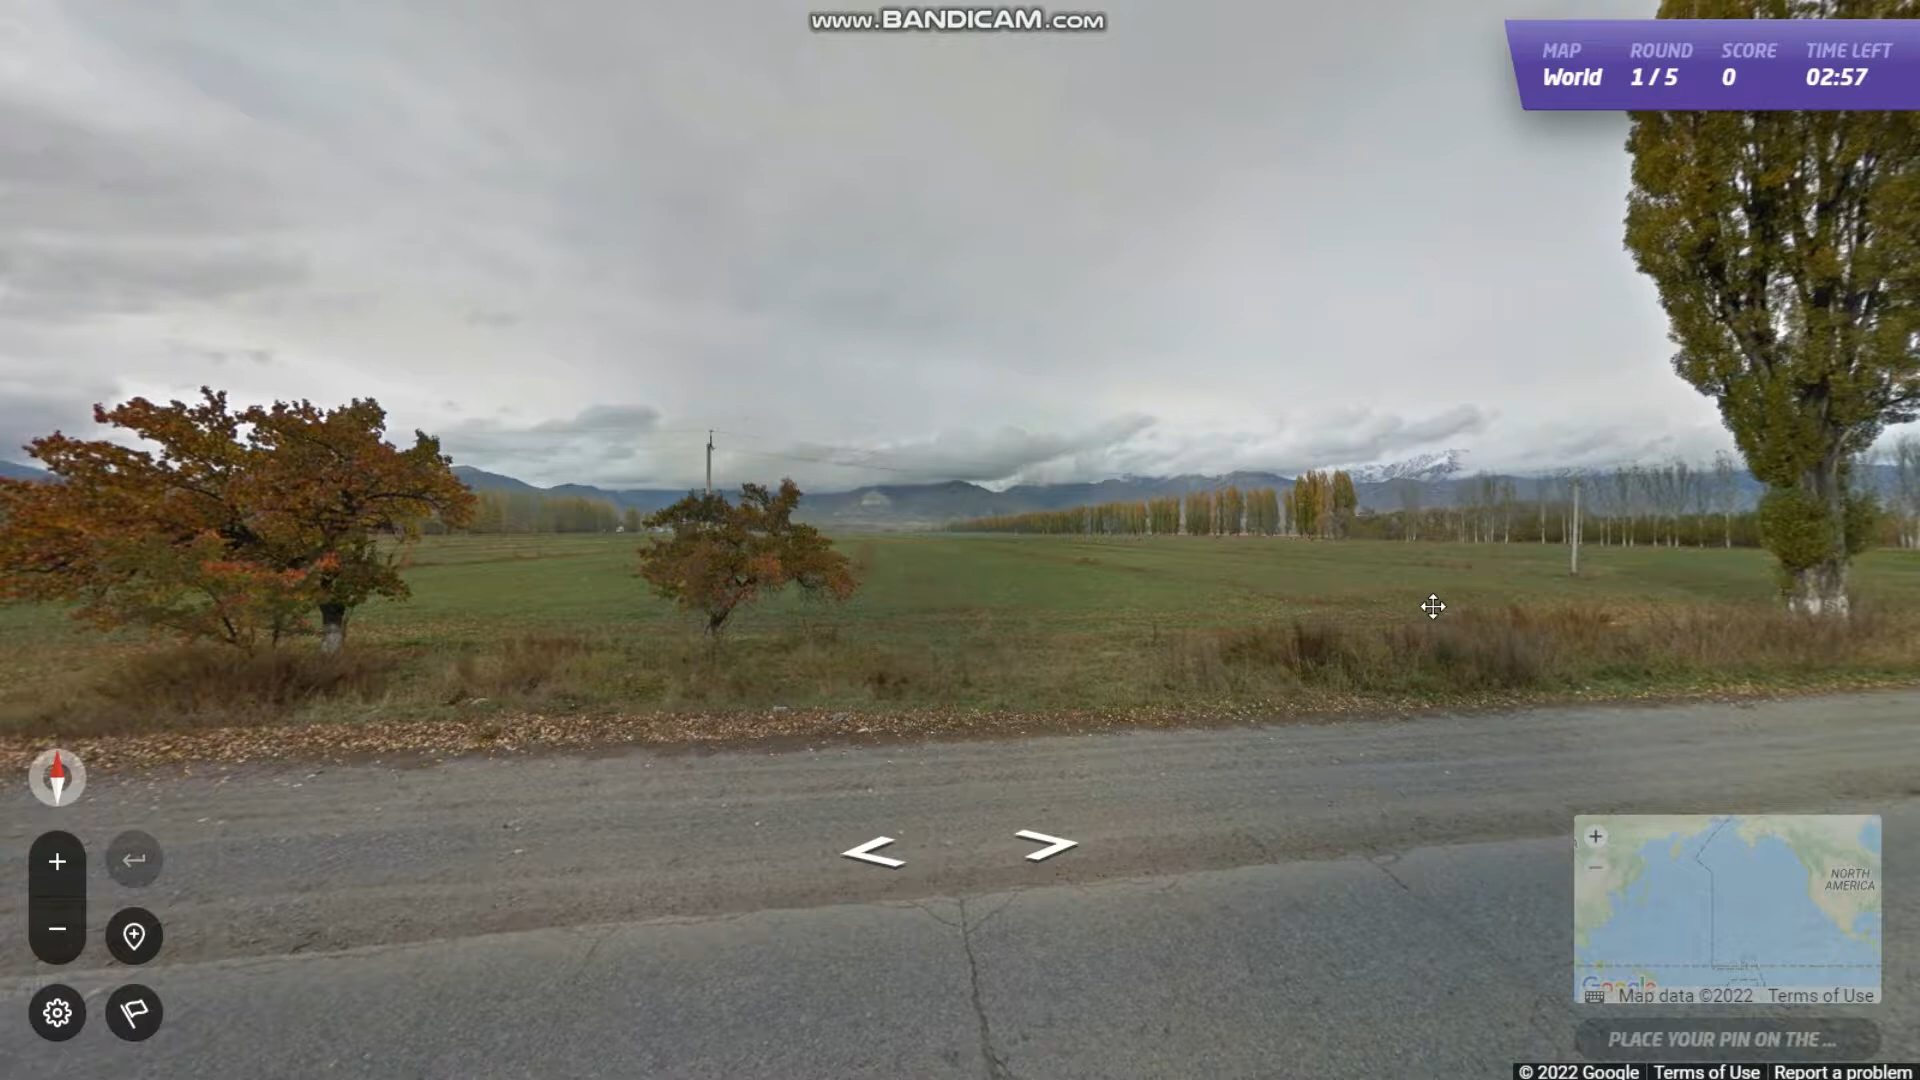 www.BANDICAM.com
MAP ROUND SCORE TIME LEFT
World 1 / 5 0 02:57
NORTH
AMERICA
Google
Map data ©2022 Terms of Use
PLACE YOUR PIN ON THE ...
© 2022 Google Terms of Use Report a problem